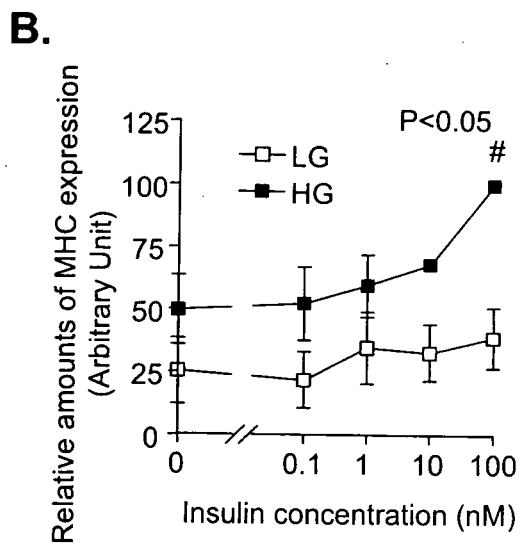 B.
Relative amounts of MHC expression
(Arbitrary Unit)
125
100
75
50
25
0
LG
HG
P<0.05
#
0
0.1
1
10
100
Insulin concentration (nM)